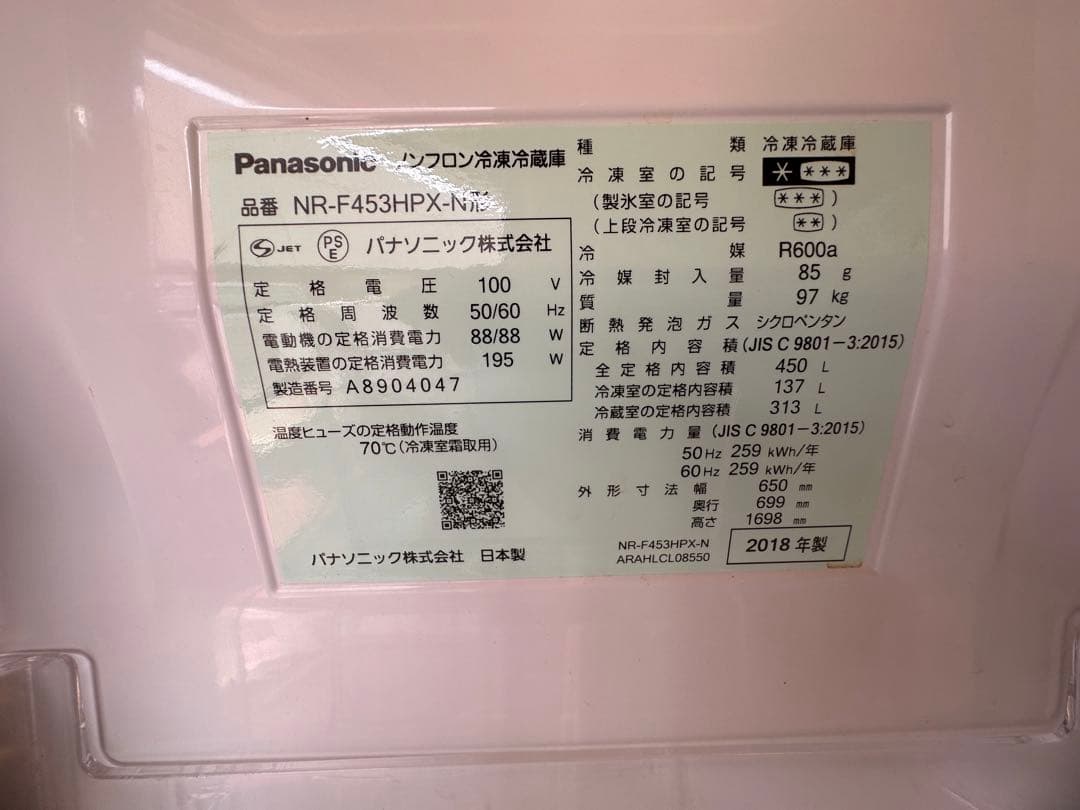 Panasonic ノンフロン冷凍冷蔵庫
品番 NR-F453HPX-N形
S JET PSE パナソニック株式会社
定格電圧 100 V
定格周波数 50/60 Hz
電動機の定格消費電力 88/88 W
電熱装置の定格消費電力 195 W
製造番号 A8904047
温度ヒューズの定格動作温度
70℃(冷凍室霜取用)
パナソニック株式会社 日本製
種類 冷凍冷蔵庫
冷凍室の記号 * ***
(製氷室の記号 ***)
(上段冷凍室の記号 **)
冷媒 R600a
冷媒封入量 85 g
質量 97 kg
断熱発泡ガス シクロペンタン
定格内容積(JIS C 9801-3:2015)
全定格内容積 450 L
冷凍室の定格内容積 137 L
冷蔵室の定格内容積 313 L
消費電力量(JIS C 9801-3:2015)
50Hz 259 kWh/年
60Hz 259 kWh/年
外形寸法幅 650 mm
奥行 699 mm
高さ 1698 mm
NR-F453HPX-N
ARAHLCL08550
2018年製